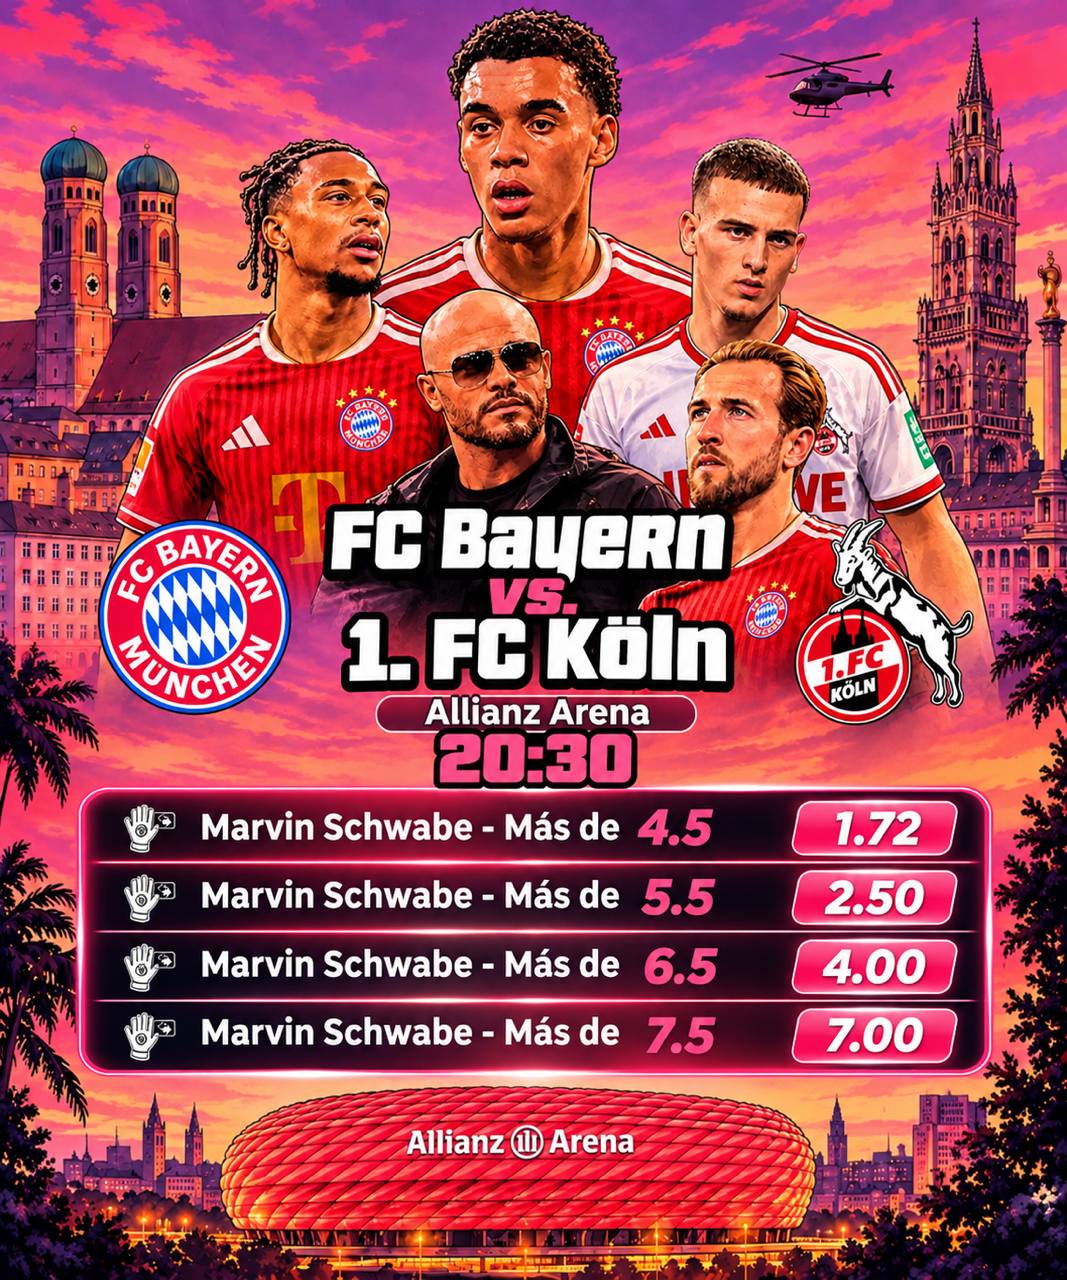 FC Bayern
vs.
1. FC Köln
FC BAYERN
MÜNCHEN
1. FC
KÖLN
Allianz Arena
20:30
Marvin Schwabe - Más de 4.5 1.72
Marvin Schwabe - Más de 5.5 2.50
Marvin Schwabe - Más de 6.5 4.00
Marvin Schwabe - Más de 7.5 7.00
Allianz Arena